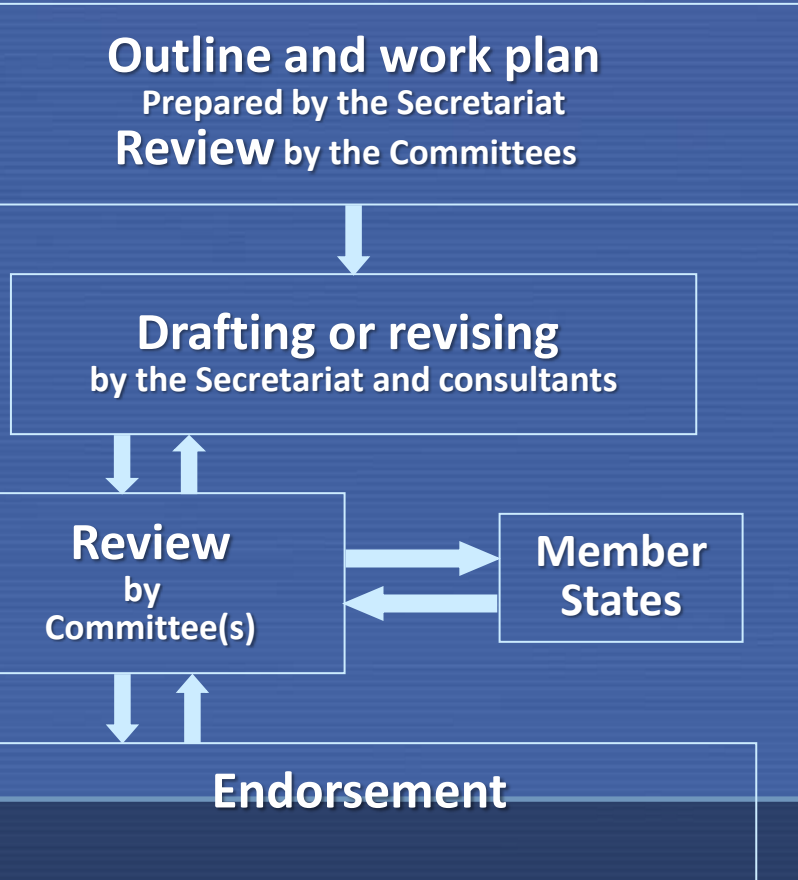 Outline and work plan
Prepared by the Secretariat
Review by the Committees
Drafting or revising
by the Secretariat and consultants
Review
by
Committee(s)
Member
States
Endorsement